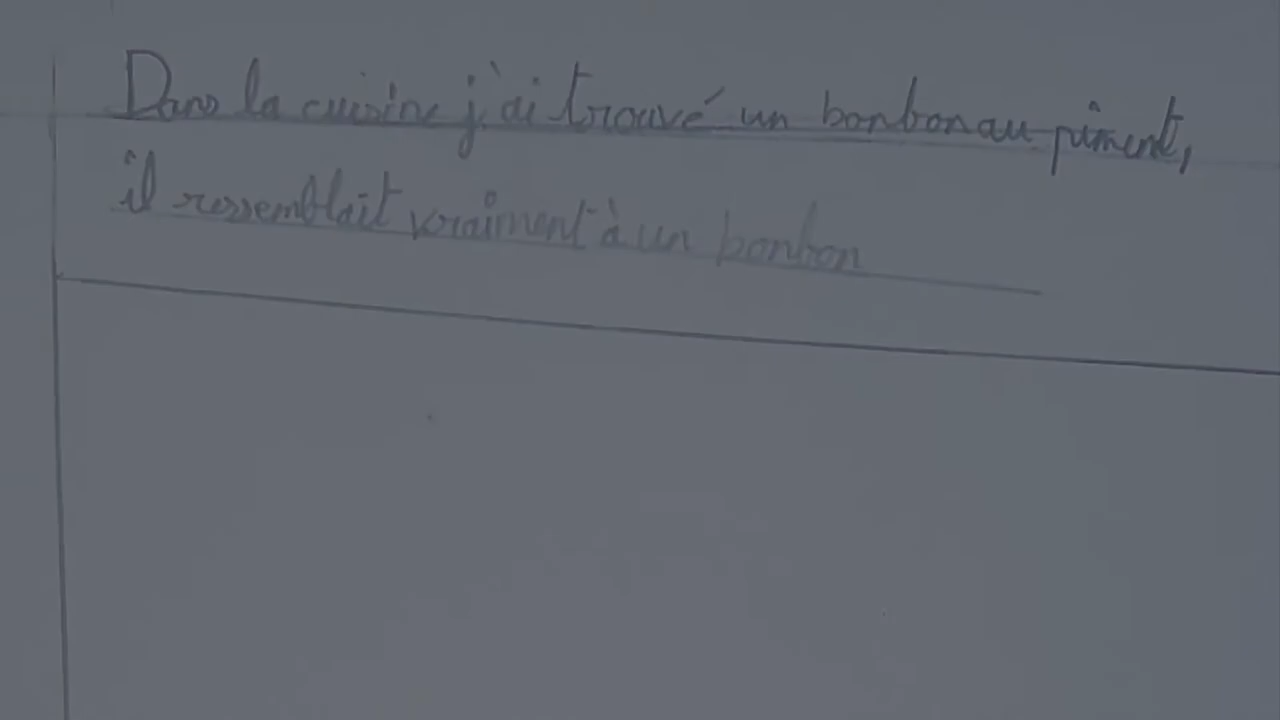 Dans la cuisine j'ai trouvé un bonbon au piment,
il ressemblait vraiment à un bonbon